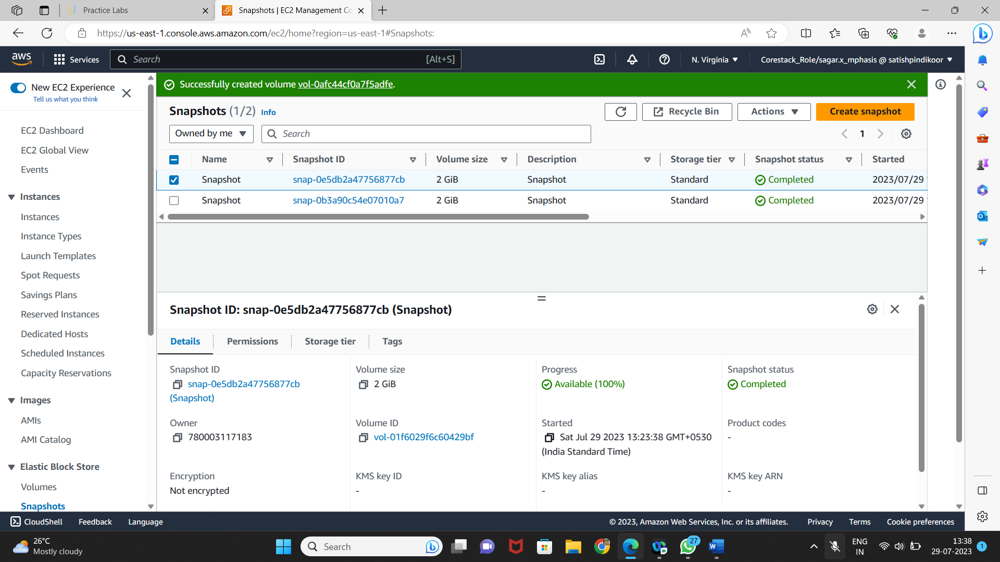 Practice Labs
Snapshots | EC2 Management Co
https://us-east-1.console.aws.amazon.com/ec2/home?region=us-east-1#Snapshots:
aws
Services
Search
[Alt+S]
N. Virginia
Corestack_Role/sagar.x_mphasis @ satishpindikoor
New EC2 Experience
Tell us what you think
EC2 Dashboard
EC2 Global View
Events
Instances
Instances
Instance Types
Launch Templates
Spot Requests
Savings Plans
Reserved Instances
Dedicated Hosts
Scheduled Instances
Capacity Reservations
Images
AMIs
AMI Catalog
Elastic Block Store
Volumes
Snapshots
Successfully created volume vol-0afc44cf0a7f5adfe.
Snapshots (1/2) Info
Recycle Bin
Actions
Create snapshot
Owned by me
Search
1
Name Snapshot ID Volume size Description Storage tier Snapshot status Started
Snapshot snap-0e5db2a47756877cb 2 GiB Snapshot Standard Completed 2023/07/29
Snapshot snap-0b3a90c54e07010a7 2 GiB Snapshot Standard Completed 2023/07/29
Snapshot ID: snap-0e5db2a47756877cb (Snapshot)
Details Permissions Storage tier Tags
Snapshot ID
snap-0e5db2a47756877cb
(Snapshot)
Volume size
2 GiB
Progress
Available (100%)
Snapshot status
Completed
Owner
780003117183
Volume ID
vol-01f6029f6c60429bf
Started
Sat Jul 29 2023 13:23:38 GMT+0530
(India Standard Time)
Product codes
-
Encryption
Not encrypted
KMS key ID
-
KMS key alias
-
KMS key ARN
-
CloudShell Feedback Language
© 2023, Amazon Web Services, Inc. or its affiliates. Privacy Terms Cookie preferences
26°C
Mostly cloudy
Search
27
ENG
IN
13:38
29-07-2023
1